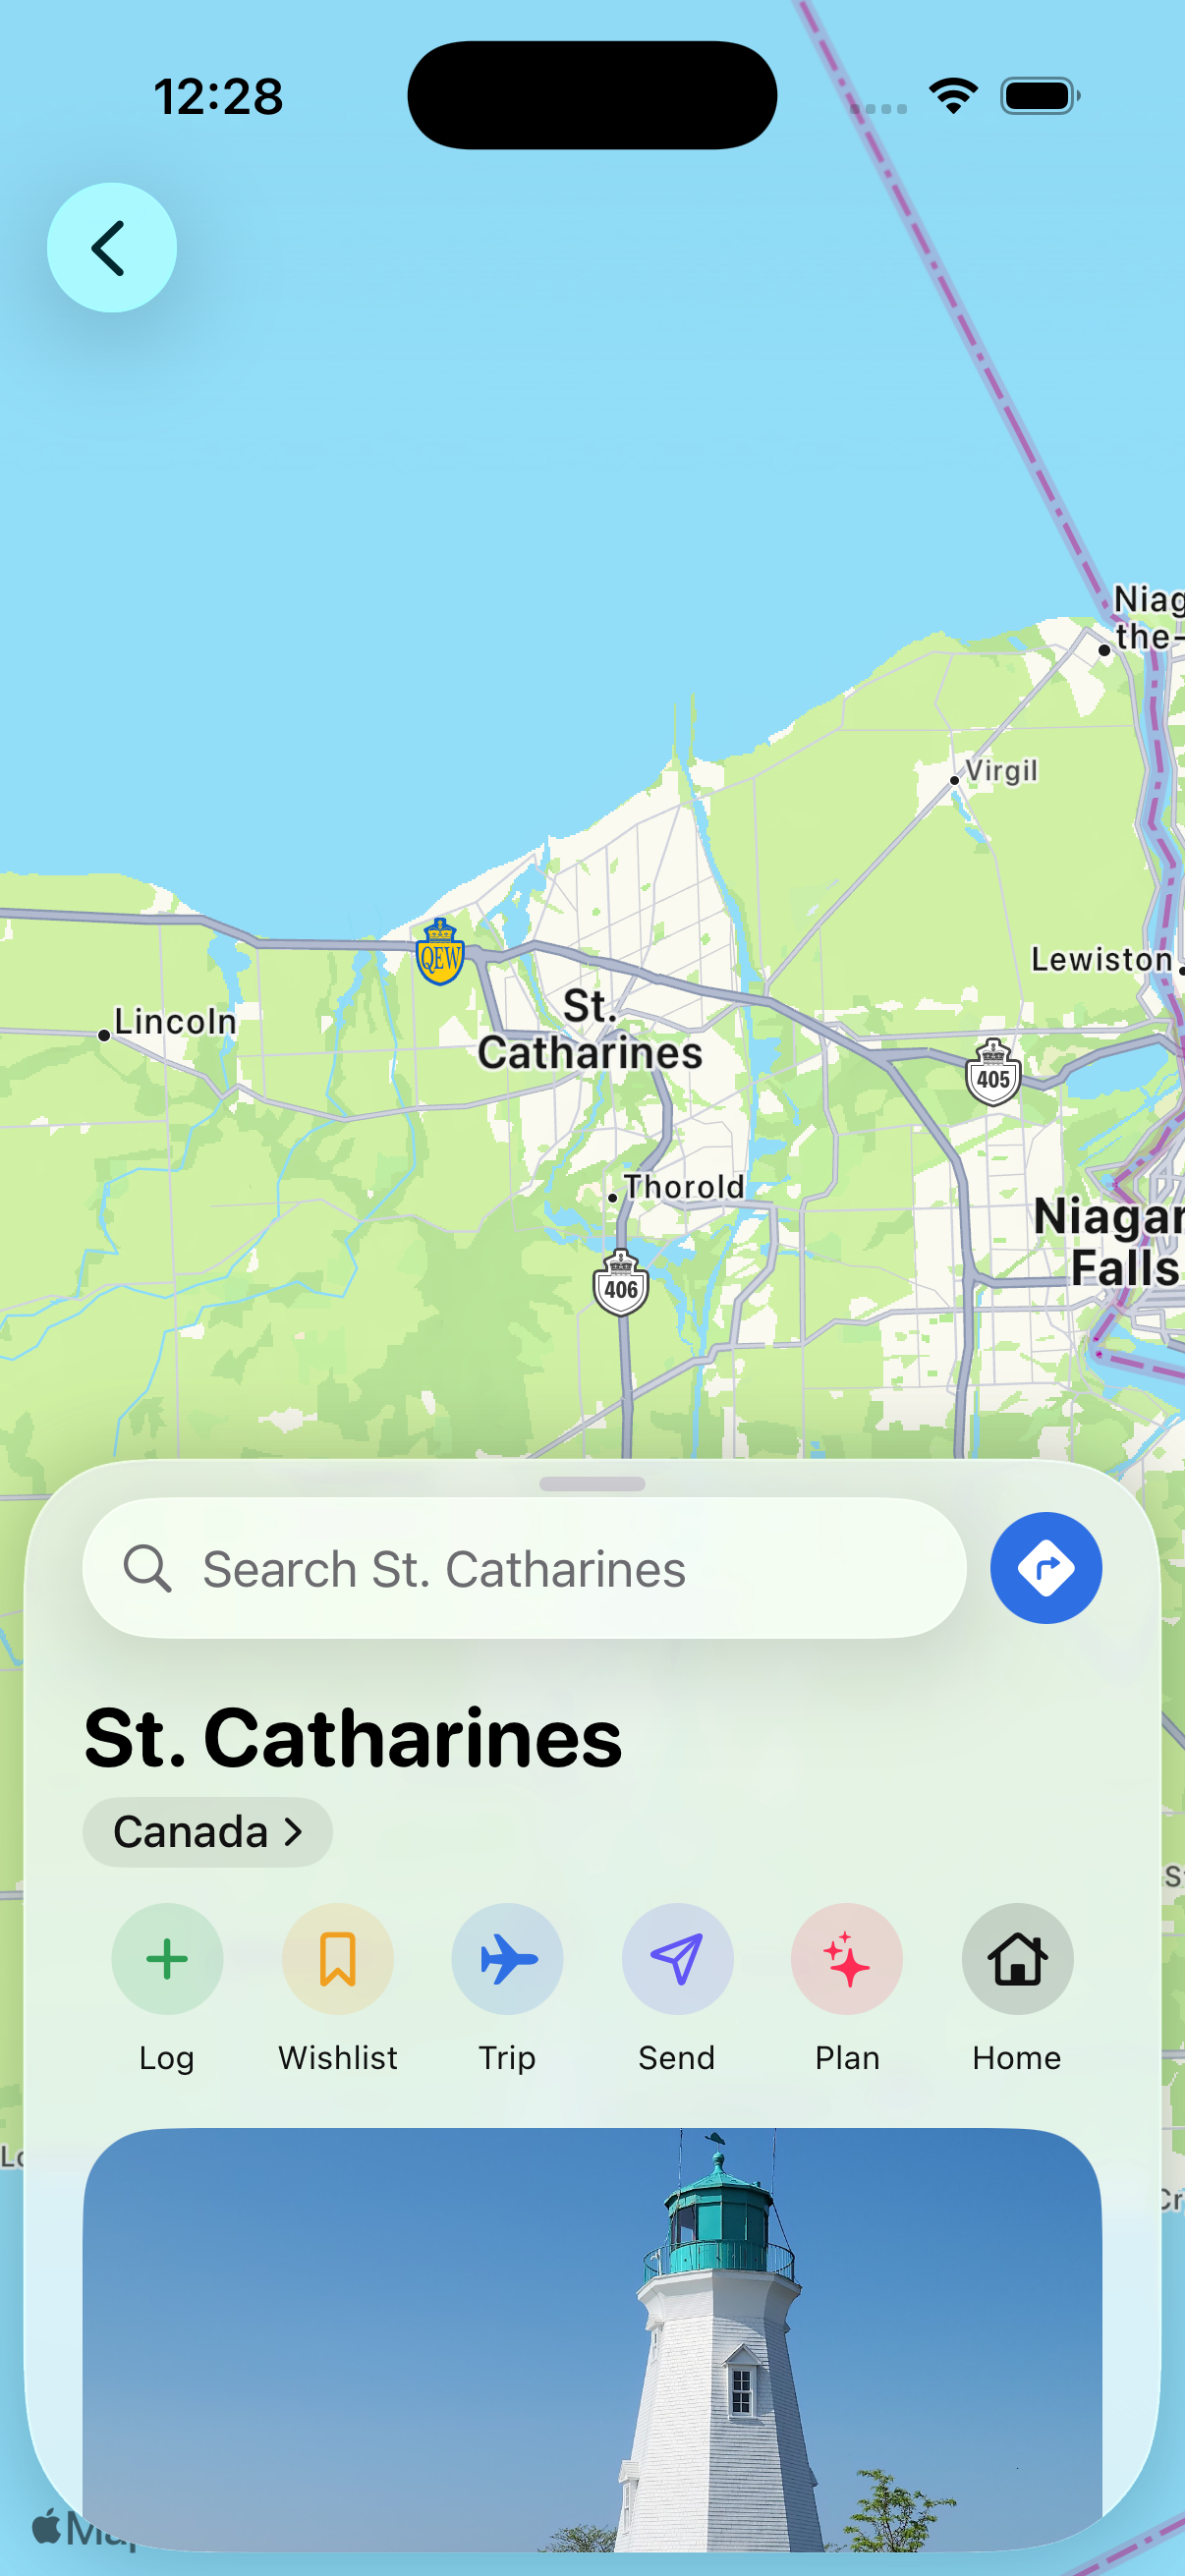 12:28
Niag
the-
Virgil
Lewiston
QEW
Lincoln
St.
Catharines
405
Thorold
Niagar
Falls
406
Search St. Catharines
St. Catharines
Canada
Log
Wishlist
Trip
Send
Plan
Home